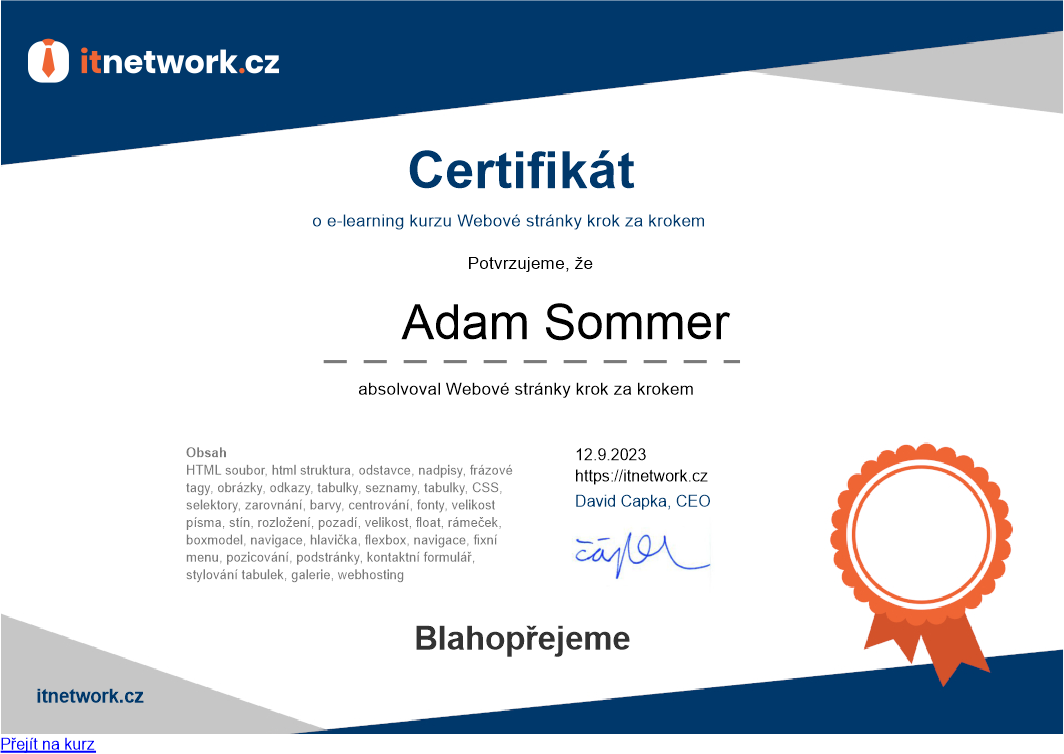 itnetwork.cz
Certifikát
o e-learning kurzu Webové stránky krok za krokem
Potvrzujeme, že
Adam Sommer
absolvoval Webové stránky krok za krokem
Obsah
HTML soubor, html struktura, odstavce, nadpisy, frázové
tagy, obrázky, odkazy, tabulky, seznamy, tabulky, CSS,
selektory, zarovnání, barvy, centrování, fonty, velikost
písma, stín, rozložení, pozadí, velikost, float, rámeček,
boxmodel, navigace, hlavička, flexbox, navigace, fixní
menu, pozicování, podstránky, kontaktní formulář,
stylování tabulek, galerie, webhosting
12.9.2023
https://itnetwork.cz
David Capka, CEO
Blahopřejeme
itnetwork.cz
Přejít na kurz